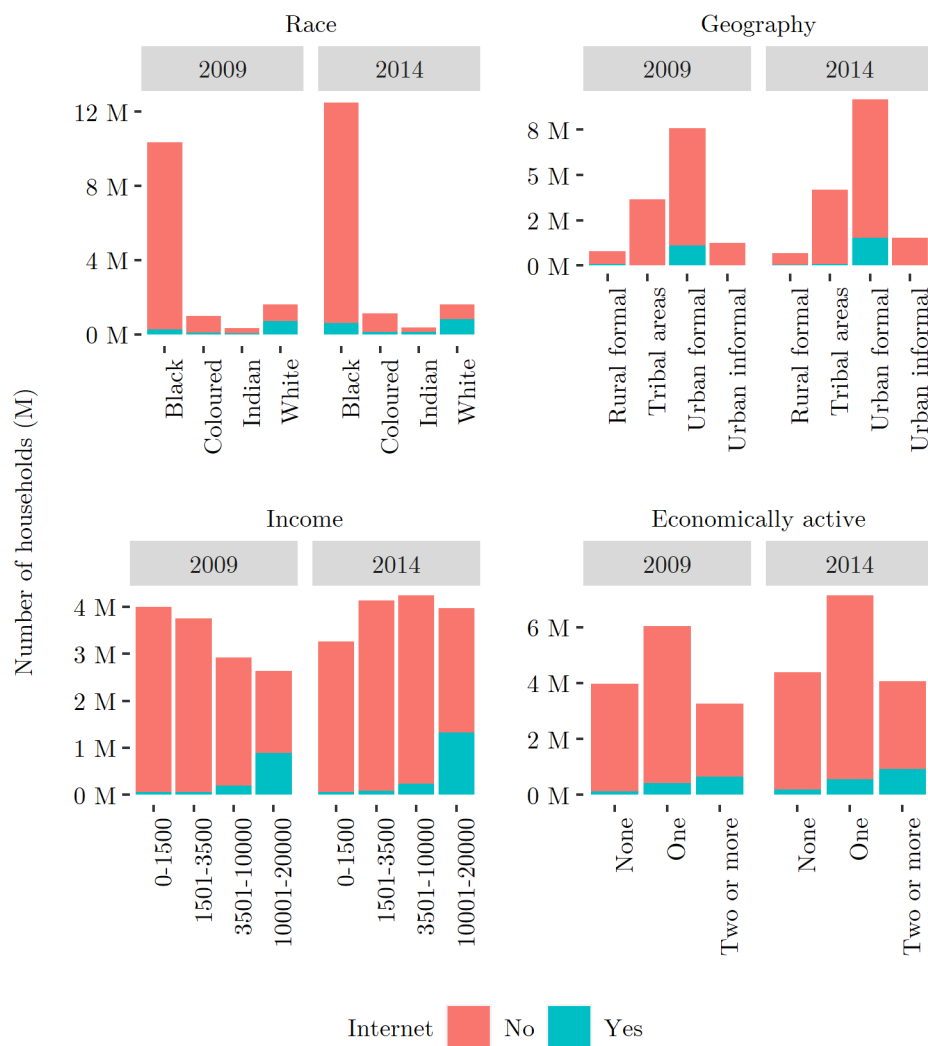 Race
2009 2014
12 M
8 M
4 M
0 M
Black Coloured Indian White Black Coloured Indian White
Geography
2009 2014
8 M
5 M
2 M
0 M
Rural formal Tribal areas Urban formal Urban informal Rural formal Tribal areas Urban formal Urban informal
Number of households (M)
Income
2009 2014
4 M
3 M
2 M
1 M
0 M
0-1500 1501-3500 3501-10000 10001-20000 0-1500 1501-3500 3501-10000 10001-20000
Economically active
2009 2014
6 M
4 M
2 M
0 M
None One Two or more None One Two or more
Internet No Yes